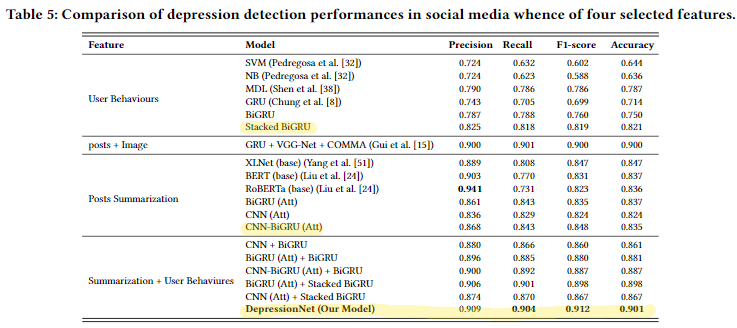 Table 5: Comparison of depression detection performances in social media whence of four selected features.
Feature Model Precision Recall F1-score Accuracy
User Behaviours
SVM (Pedregosa et al. [32]) 0.724 0.632 0.602 0.644
NB (Pedregosa et al. [32]) 0.724 0.623 0.588 0.636
MDL (Shen et al. [38]) 0.790 0.786 0.786 0.787
GRU (Chung et al. [8]) 0.743 0.705 0.699 0.714
BiGRU 0.787 0.788 0.760 0.750
Stacked BiGRU 0.825 0.818 0.819 0.821
posts + Image GRU + VGG-Net + COMMA (Gui et al. [15]) 0.900 0.901 0.900 0.900
Posts Summarization
XLNet (base) (Yang et al. [51]) 0.889 0.808 0.847 0.847
BERT (base) (Liu et al. [24]) 0.903 0.770 0.831 0.837
RoBERTa (base) (Liu et al. [24]) 0.941 0.731 0.823 0.836
BiGRU (Att) 0.861 0.843 0.835 0.837
CNN (Att) 0.836 0.829 0.824 0.824
CNN-BiGRU (Att) 0.868 0.843 0.848 0.835
Summarization + User Behaviures
CNN + BiGRU 0.880 0.866 0.860 0.861
BiGRU (Att) + BiGRU 0.896 0.885 0.880 0.881
CNN-BiGRU (Att) + BiGRU 0.900 0.892 0.887 0.887
BiGRU (Att) + Stacked BiGRU 0.906 0.901 0.898 0.898
CNN (Att) + Stacked BiGRU 0.874 0.870 0.867 0.867
DepressionNet (Our Model) 0.909 0.904 0.912 0.901